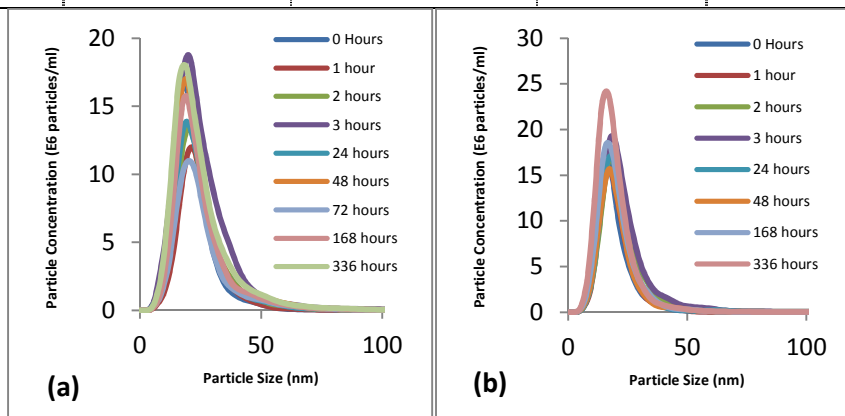 20
15
10
5
0
0 50 100
Particle Concentration (E6 particles/ml)
Particle Size (nm)
0 Hours
1 hour
2 hours
3 hours
24 hours
48 hours
72 hours
168 hours
336 hours
(a)
30
25
20
15
10
5
0
0 50 100
Particle Concentration (E6 particles/ml)
Particle Size (nm)
0 Hours
1 hour
2 hours
3 hours
24 hours
48 hours
168 hours
336 hours
(b)